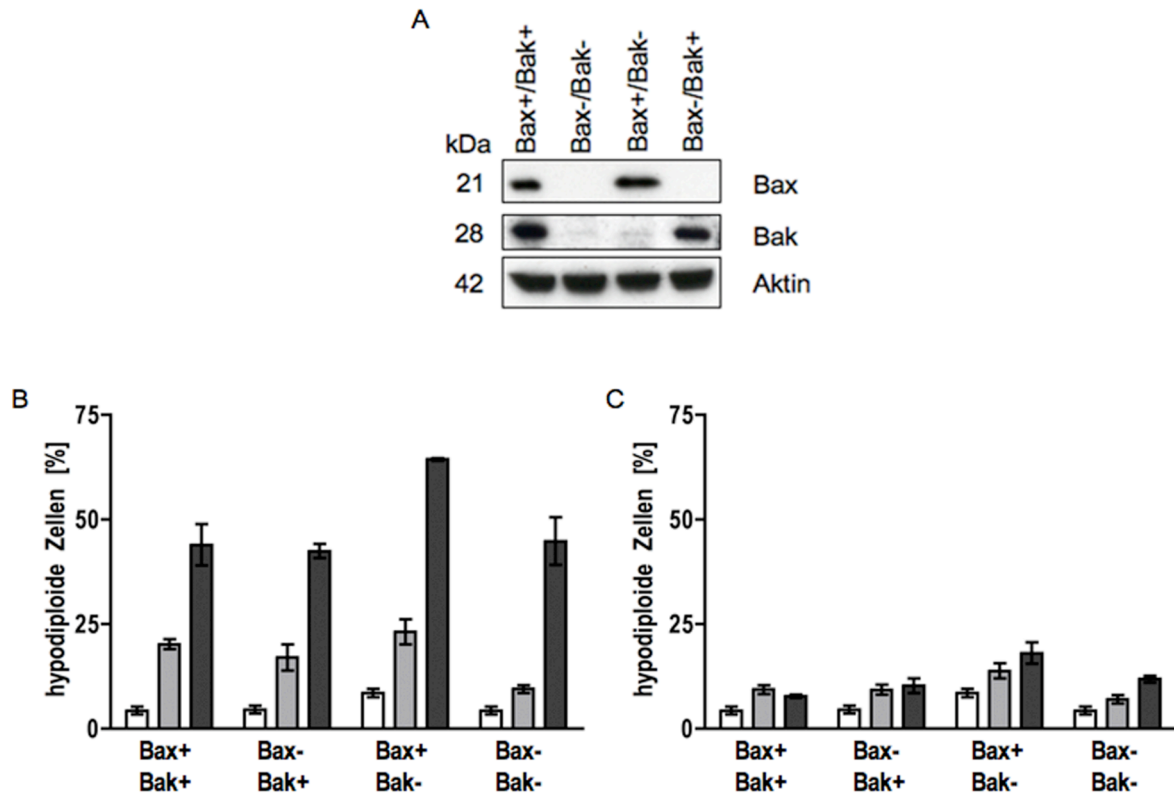 A
Bax+/Bak+
Bax-/Bak-
Bax+/Bak-
Bax-/Bak+
kDa
21 Bax
28 Bak
42 Aktin
B
hypodiploide Zellen [%]
75
50
25
0
Bax+ Bax- Bax+ Bax-
Bak+ Bak+ Bak- Bak-
C
hypodiploide Zellen [%]
75
50
25
0
Bax+ Bax- Bax+ Bax-
Bak+ Bak+ Bak- Bak-